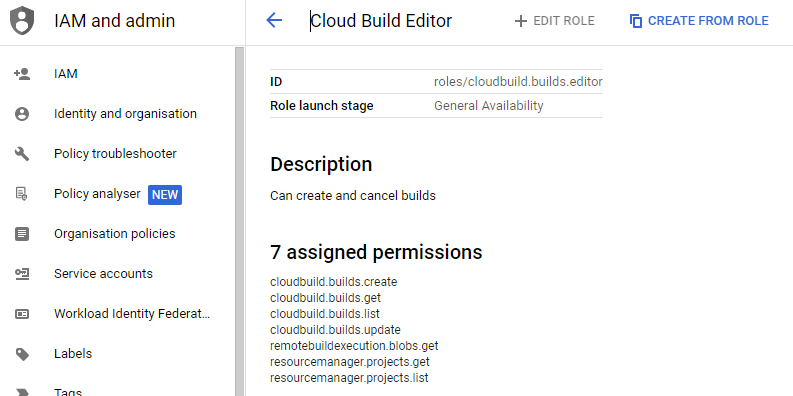 IAM and admin
IAM
Identity and organisation
Policy troubleshooter
Policy analyser NEW
Organisation policies
Service accounts
Workload Identity Federat...
Labels
Tags
Cloud Build Editor
EDIT ROLE
CREATE FROM ROLE
ID roles/cloudbuild.builds.editor
Role launch stage General Availability
Description
Can create and cancel builds
7 assigned permissions
cloudbuild.builds.create
cloudbuild.builds.get
cloudbuild.builds.list
cloudbuild.builds.update
remotebuildexecution.blobs.get
resourcemanager.projects.get
resourcemanager.projects.list